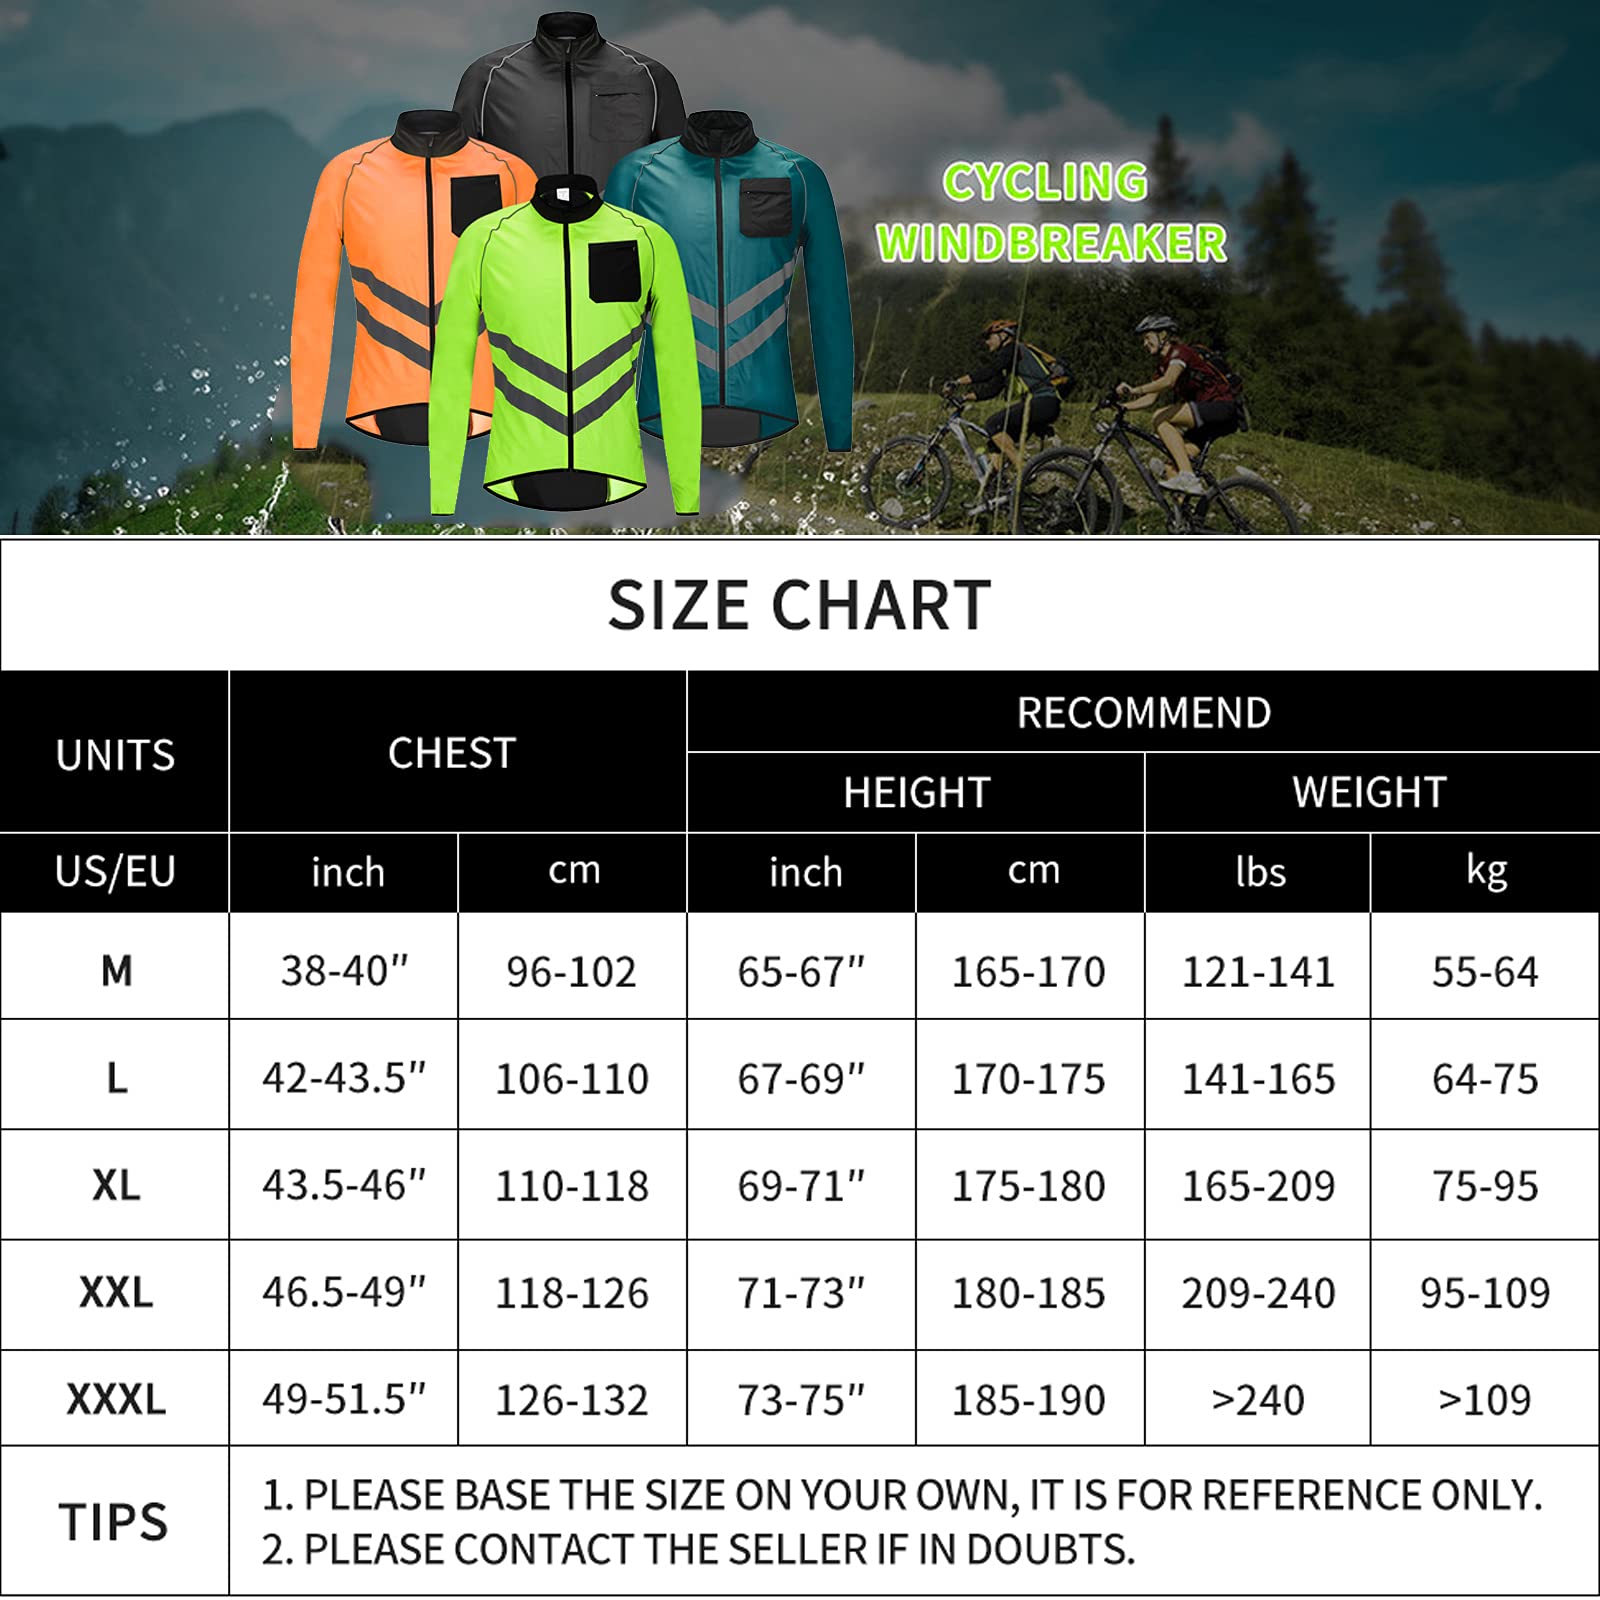 CYCLING
WINDBREAKER
SIZE CHART
UNITS CHEST RECOMMEND
HEIGHT WEIGHT
US/EU inch cm inch cm lbs kg
M 38-40" 96-102 65-67" 165-170 121-141 55-64
L 42-43.5" 106-110 67-69" 170-175 141-165 64-75
XL 43.5-46" 110-118 69-71" 175-180 165-209 75-95
XXL 46.5-49" 118-126 71-73" 180-185 209-240 95-109
XXXL 49-51.5" 126-132 73-75" 185-190 >240 >109
TIPS
1. PLEASE BASE THE SIZE ON YOUR OWN, IT IS FOR REFERENCE ONLY.
2. PLEASE CONTACT THE SELLER IF IN DOUBTS.